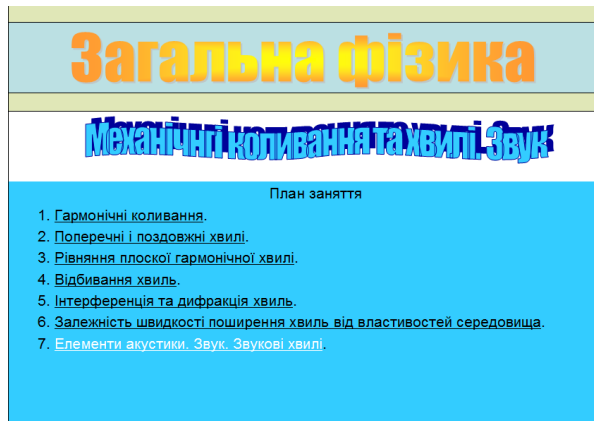 Загальна фізика
Механічнгі коливання та хвилі. Звук
План заняття
1. Гармонічні коливання.
2. Поперечні і поздовжні хвилі.
3. Рівняння плоскої гармонічної хвилі.
4. Відбивання хвиль.
5. Інтерференція та дифракція хвиль.
6. Залежність швидкості поширення хвиль від властивостей середовища.
7. Елементи акустики. Звук. Звукові хвилі.